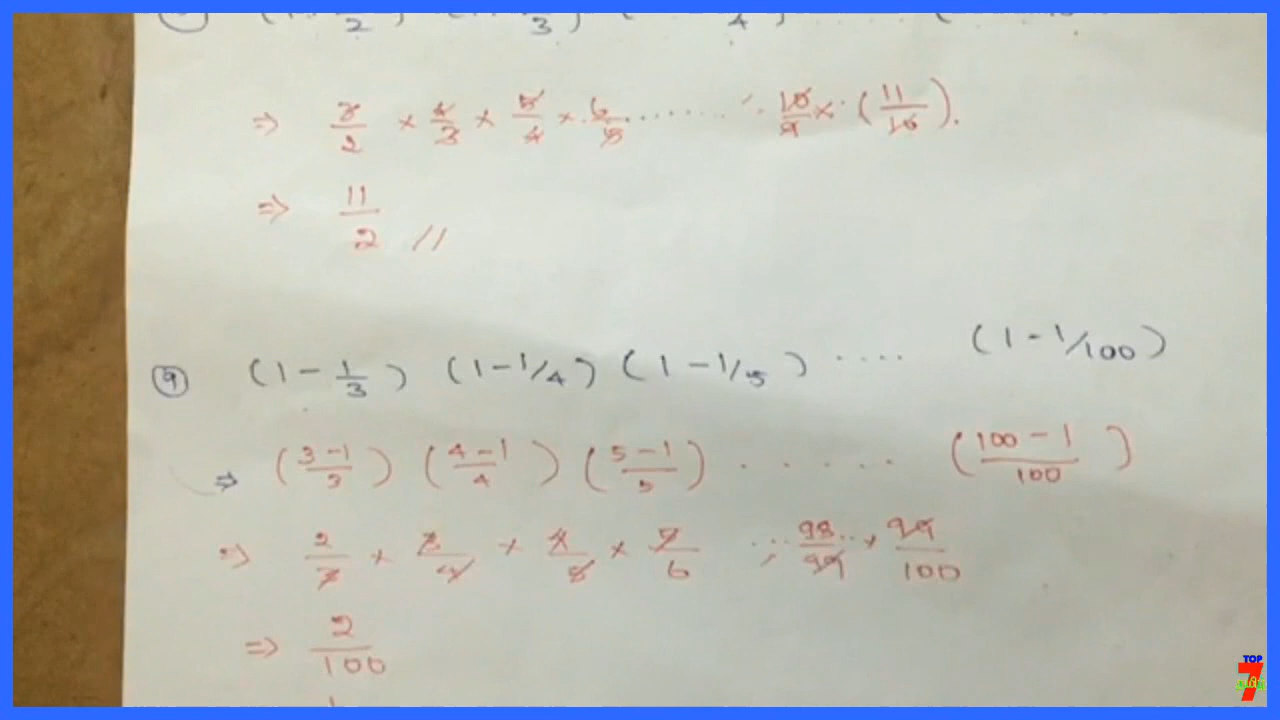 ⇒ 3/2 × 4/3 × 5/4 × 6/5 ....... 10/9 × (11/10).
⇒ 11/2 //
⑨ (1 - 1/3) (1 - 1/4) (1 - 1/5) .... (1 - 1/100)
⇒ (3-1/3) (4-1/4) (5-1/5) ..... (100-1/100)
⇒ 2/3 × 3/4 × 4/5 × 5/6 ... 98/99 × 99/100
⇒ 2/100
TOP
7